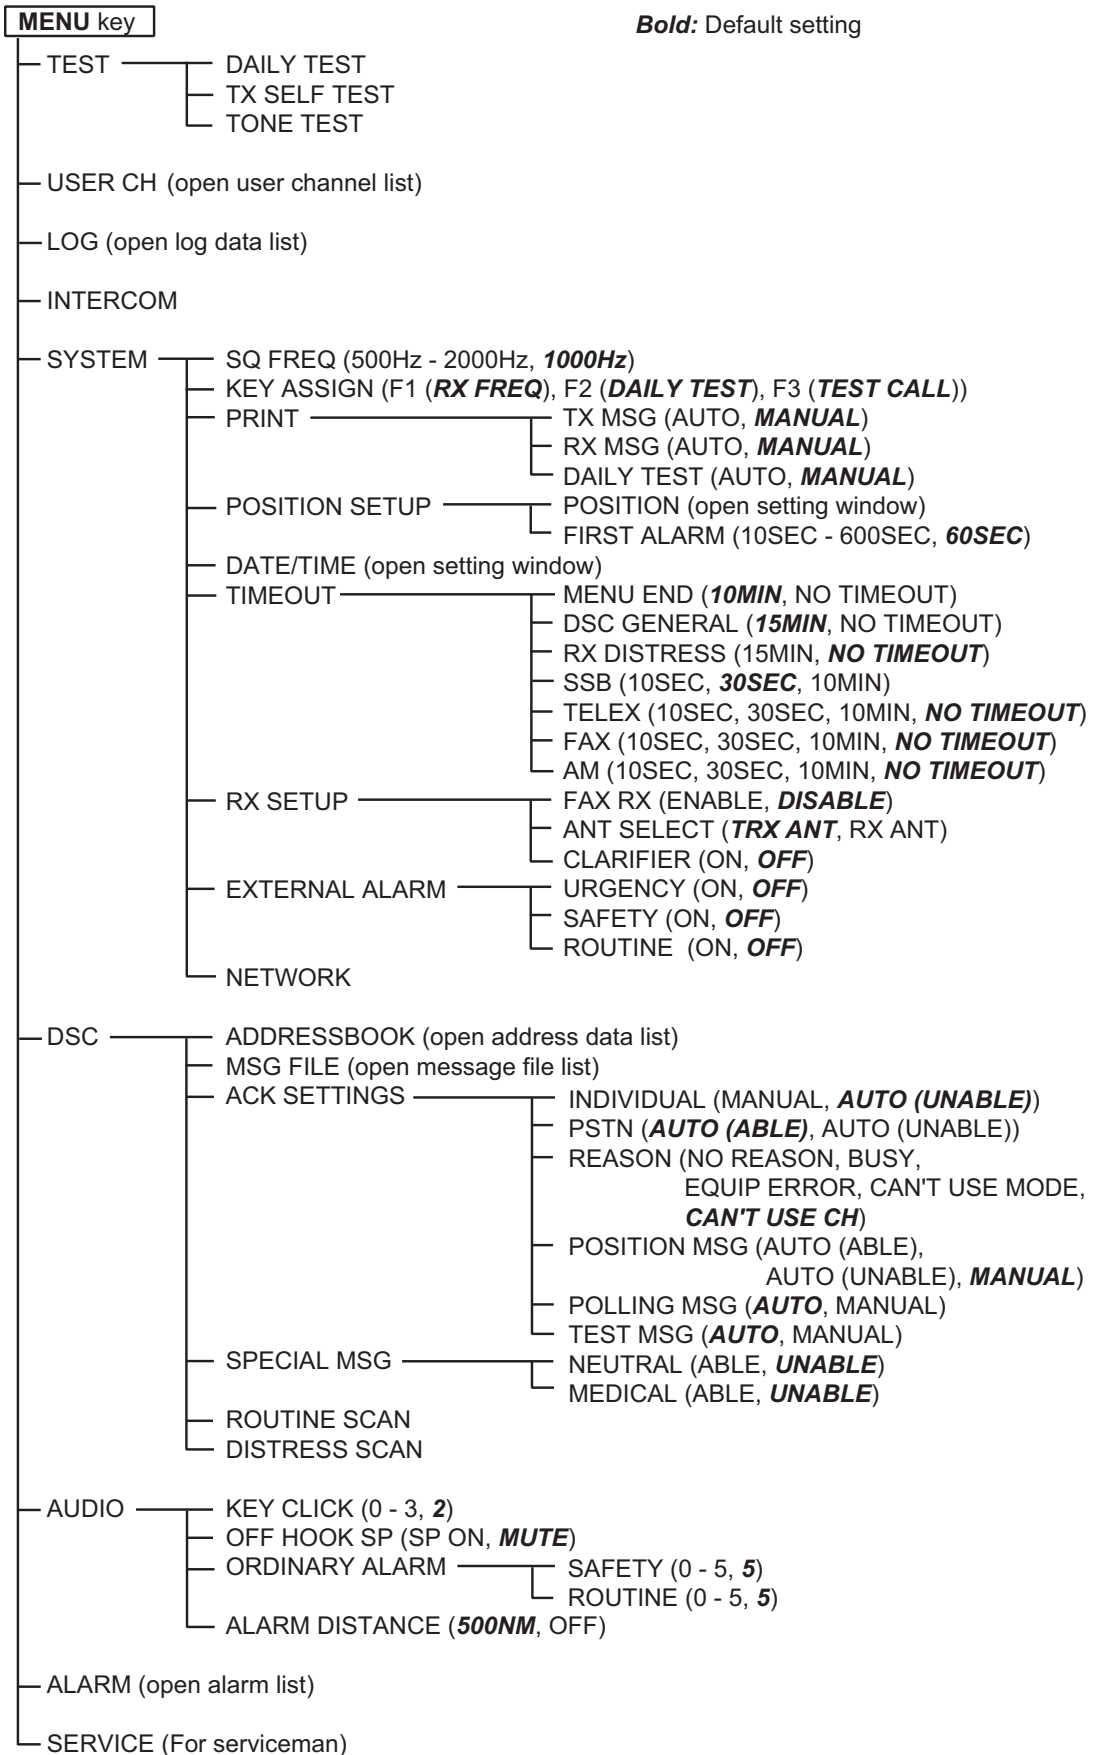 MENU key
Bold: Default setting
TEST
DAILY TEST
TX SELF TEST
TONE TEST
USER CH (open user channel list)
LOG (open log data list)
INTERCOM
SYSTEM
SQ FREQ (500Hz - 2000Hz, 1000Hz)
KEY ASSIGN (F1 (RX FREQ), F2 (DAILY TEST), F3 (TEST CALL))
PRINT
TX MSG (AUTO, MANUAL)
RX MSG (AUTO, MANUAL)
DAILY TEST (AUTO, MANUAL)
POSITION SETUP
POSITION (open setting window)
FIRST ALARM (10SEC - 600SEC, 60SEC)
DATE/TIME (open setting window)
TIMEOUT
MENU END (10MIN, NO TIMEOUT)
DSC GENERAL (15MIN, NO TIMEOUT)
RX DISTRESS (15MIN, NO TIMEOUT)
SSB (10SEC, 30SEC, 10MIN)
TELEX (10SEC, 30SEC, 10MIN, NO TIMEOUT)
FAX (10SEC, 30SEC, 10MIN, NO TIMEOUT)
AM (10SEC, 30SEC, 10MIN, NO TIMEOUT)
RX SETUP
FAX RX (ENABLE, DISABLE)
ANT SELECT (TRX ANT, RX ANT)
CLARIFIER (ON, OFF)
EXTERNAL ALARM
URGENCY (ON, OFF)
SAFETY (ON, OFF)
ROUTINE (ON, OFF)
NETWORK
DSC
ADDRESSBOOK (open address data list)
MSG FILE (open message file list)
ACK SETTINGS
INDIVIDUAL (MANUAL, AUTO (UNABLE))
PSTN (AUTO (ABLE), AUTO (UNABLE))
REASON (NO REASON, BUSY,
EQUIP ERROR, CAN'T USE MODE,
CAN'T USE CH)
POSITION MSG (AUTO (ABLE),
AUTO (UNABLE), MANUAL)
POLLING MSG (AUTO, MANUAL)
TEST MSG (AUTO, MANUAL)
SPECIAL MSG
NEUTRAL (ABLE, UNABLE)
MEDICAL (ABLE, UNABLE)
ROUTINE SCAN
DISTRESS SCAN
AUDIO
KEY CLICK (0 - 3, 2)
OFF HOOK SP (SP ON, MUTE)
ORDINARY ALARM
SAFETY (0 - 5, 5)
ROUTINE (0 - 5, 5)
ALARM DISTANCE (500NM, OFF)
ALARM (open alarm list)
SERVICE (For serviceman)